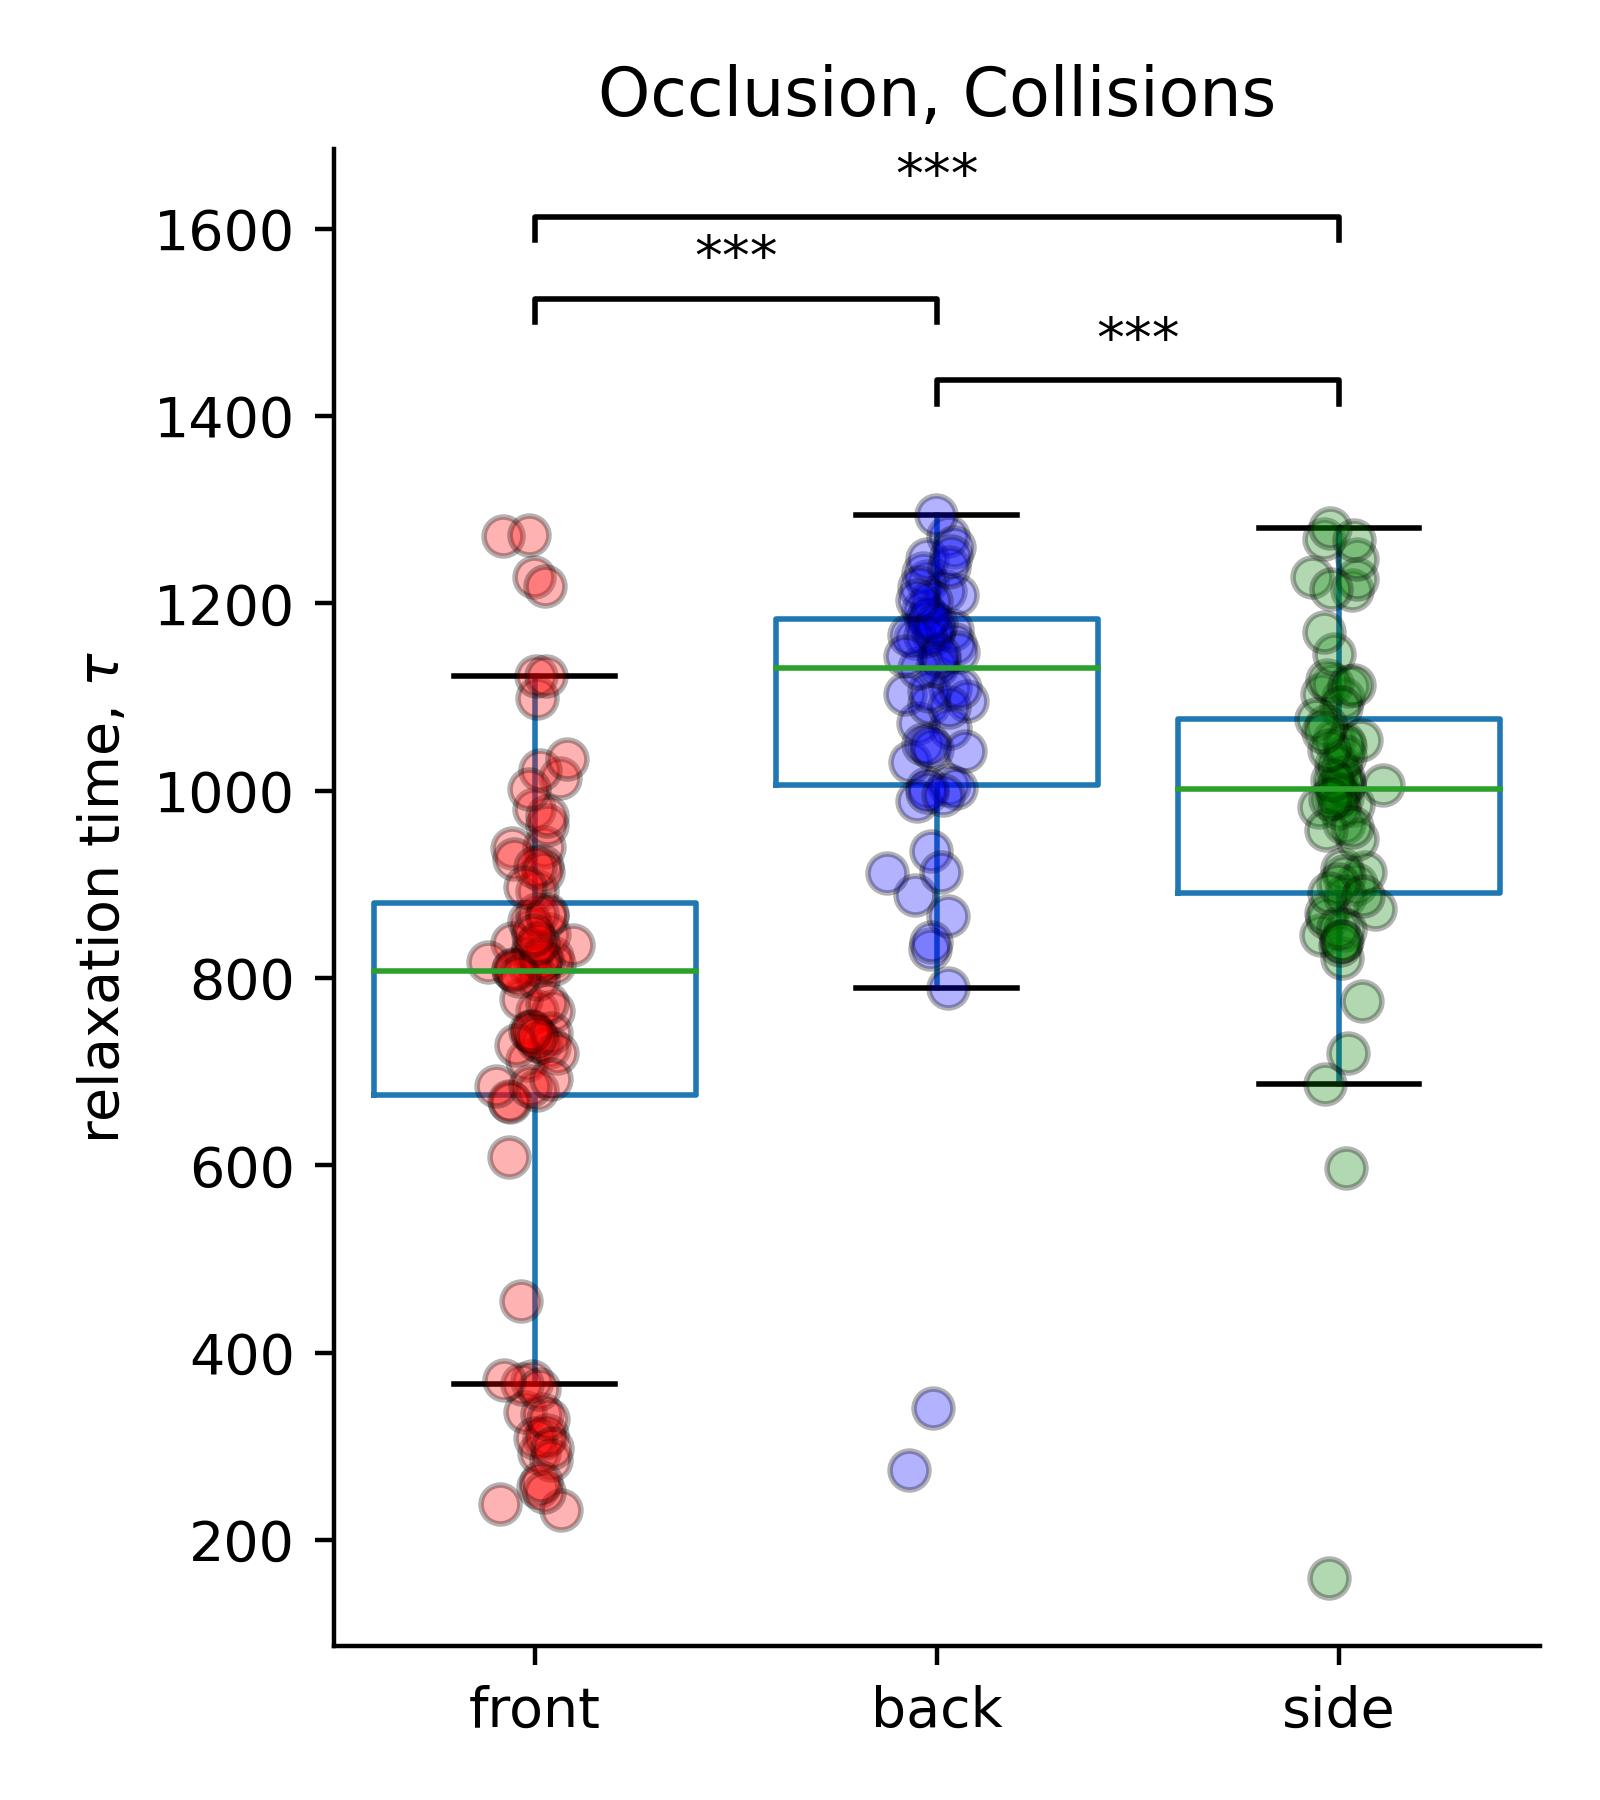 Occlusion, Collisions
***
***
***
1600
1400
1200
1000
800
600
400
200
relaxation time, τ
front
back
side